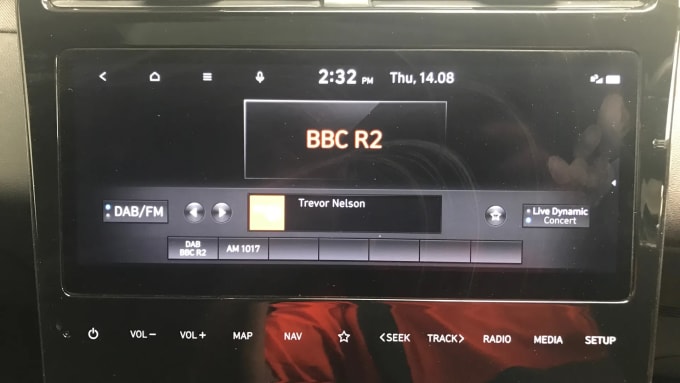 2:32 PM Thu, 14.08
BBC R2
DAB/FM
Trevor Nelson
Live Dynamic
Concert
DAB
BBC R2
AM 1017
VOL− VOL+ MAP NAV <SEEK TRACK> RADIO MEDIA SETUP